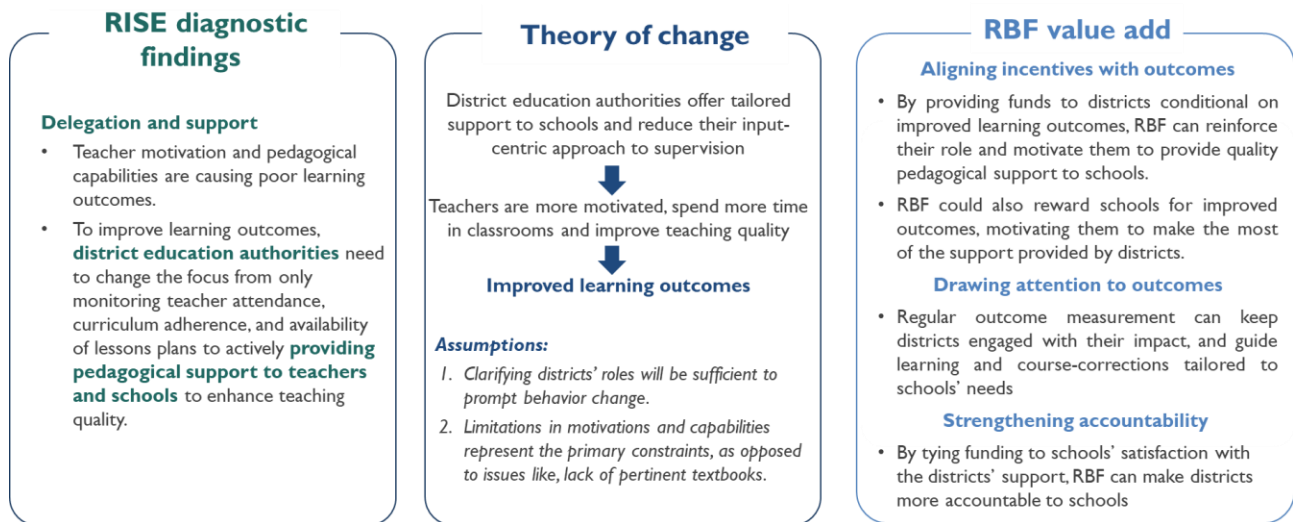 RISE diagnostic
findings
Delegation and support
• Teacher motivation and pedagogical
capabilities are causing poor learning
outcomes.
• To improve learning outcomes,
district education authorities need
to change the focus from only
monitoring teacher attendance,
curriculum adherence, and availability
of lessons plans to actively providing
pedagogical support to teachers
and schools to enhance teaching
quality.
Theory of change
District education authorities offer tailored
support to schools and reduce their input-
centric approach to supervision
Teachers are more motivated, spend more time
in classrooms and improve teaching quality
Improved learning outcomes
Assumptions:
1. Clarifying districts' roles will be sufficient to
prompt behavior change.
2. Limitations in motivations and capabilities
represent the primary constraints, as opposed
to issues like, lack of pertinent textbooks.
RBF value add
Aligning incentives with outcomes
• By providing funds to districts conditional on
improved learning outcomes, RBF can reinforce
their role and motivate them to provide quality
pedagogical support to schools.
• RBF could also reward schools for improved
outcomes, motivating them to make the most
of the support provided by districts.
Drawing attention to outcomes
• Regular outcome measurement can keep
districts engaged with their impact, and guide
learning and course-corrections tailored to
schools' needs
Strengthening accountability
• By tying funding to schools' satisfaction with
the districts' support, RBF can make districts
more accountable to schools